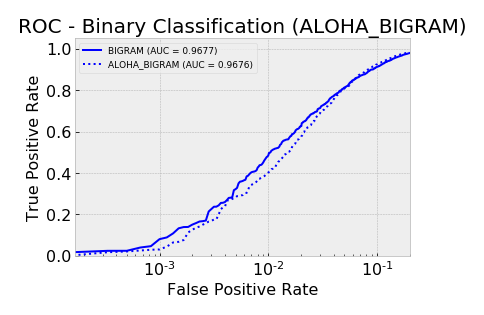 ROC - Binary Classification (ALOHA_BIGRAM)
BIGRAM (AUC = 0.9677)
ALOHA_BIGRAM (AUC = 0.9676)
True Positive Rate
1.0
0.8
0.6
0.4
0.2
0.0
10⁻³ 10⁻² 10⁻¹
False Positive Rate